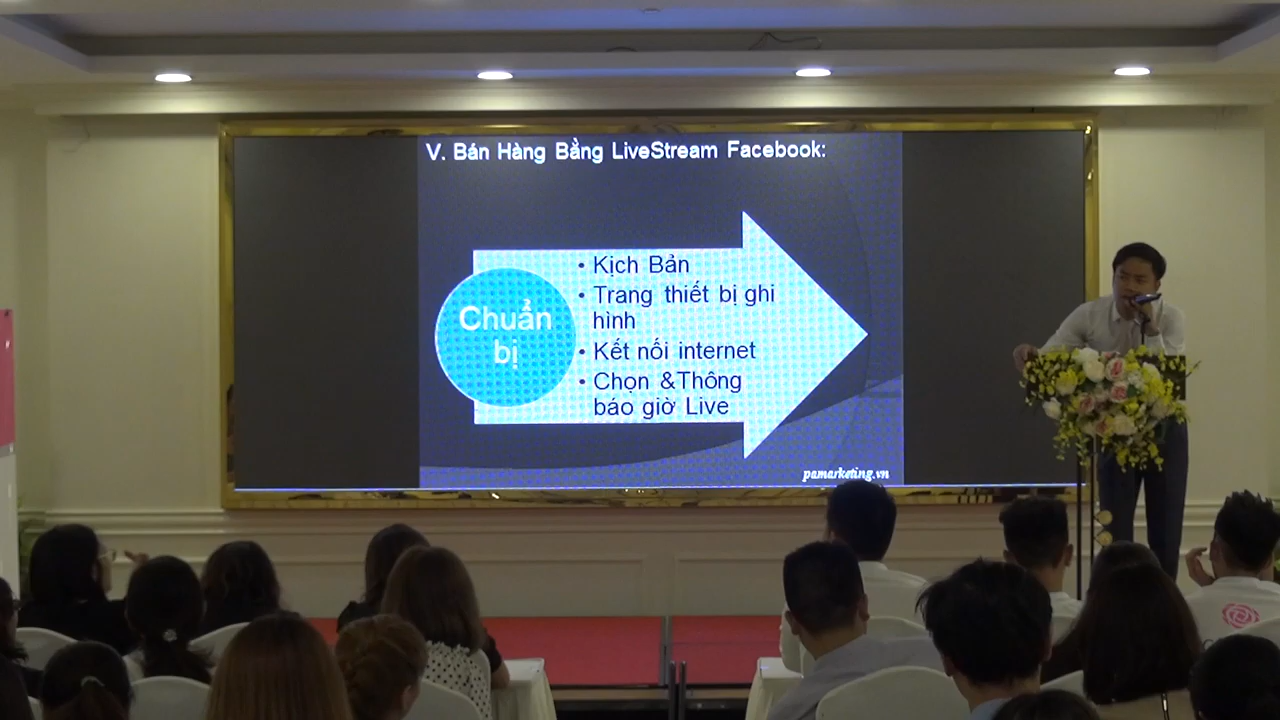 V. Bán Hàng Bằng LiveStream Facebook:
Chuẩn
bị
• Kịch Bản
• Trang thiết bị ghi
hình
• Kết nối internet
• Chọn &Thông
báo giờ Live
pamarketing.vn